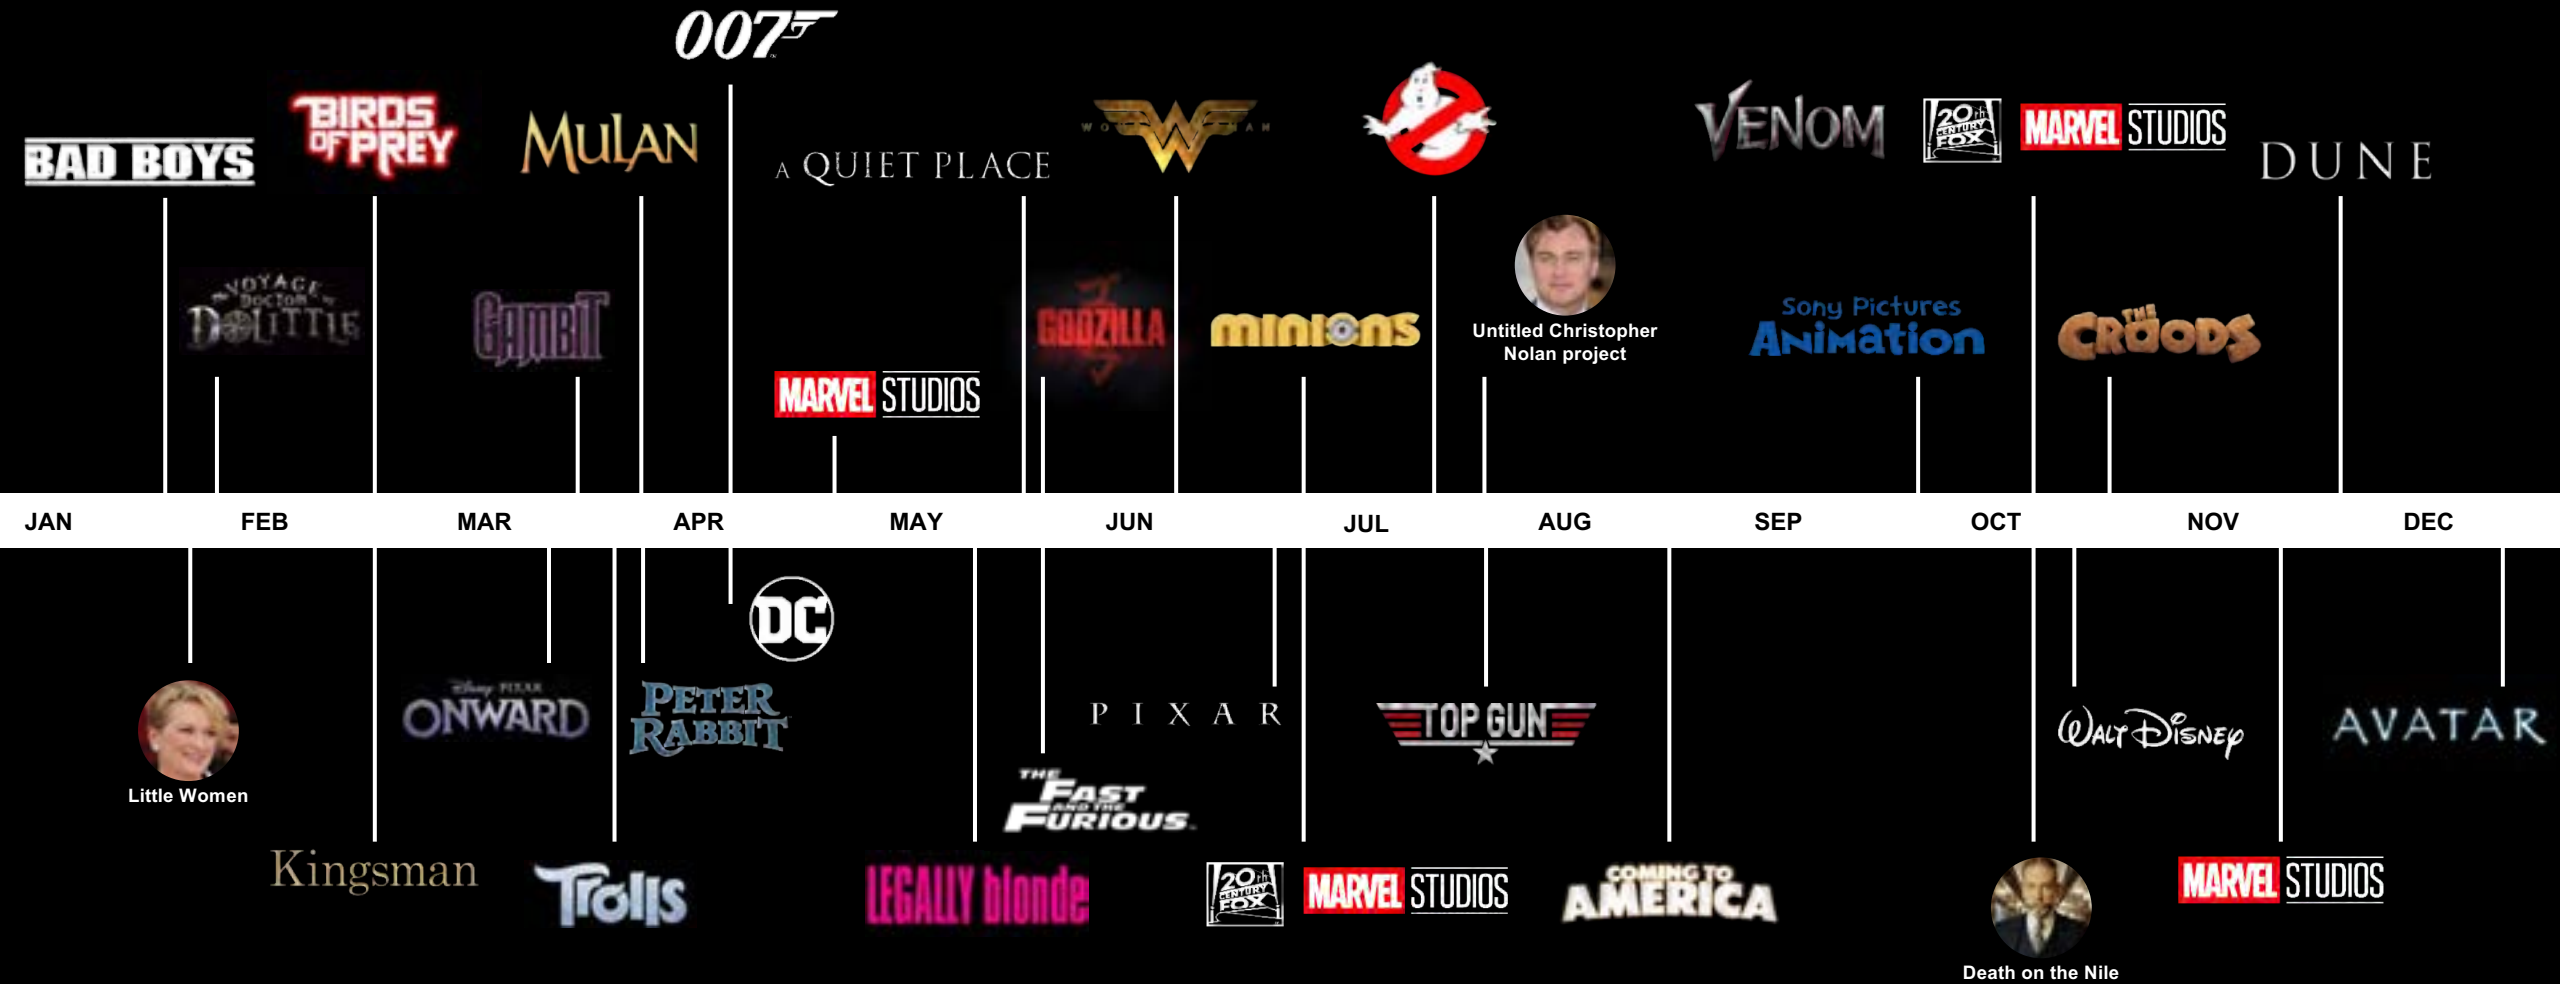 007
BAD BOYS
BIRDS
OF PREY
MULAN
A QUIET PLACE
WONDER WOMAN
VENOM
20th
CENTURY
FOX
MARVEL STUDIOS
DUNE
VOYAGE
DOCTOR
DOLITTLE
GAMBIT
MARVEL STUDIOS
GODZILLA
MINIONS
Untitled Christopher
Nolan project
Sony Pictures
Animation
THE
CROODS
JAN FEB MAR APR MAY JUN JUL AUG SEP OCT NOV DEC
DC
Little Women
Disney PIXAR
ONWARD
PETER
RABBIT
PIXAR
TOP GUN
WALT DISNEY
AVATAR
THE
FAST
AND THE
FURIOUS
Kingsman
Trolls
LEGALLY blonde
20th
CENTURY
FOX
MARVEL STUDIOS
COMING TO
AMERICA
Death on the Nile
MARVEL STUDIOS